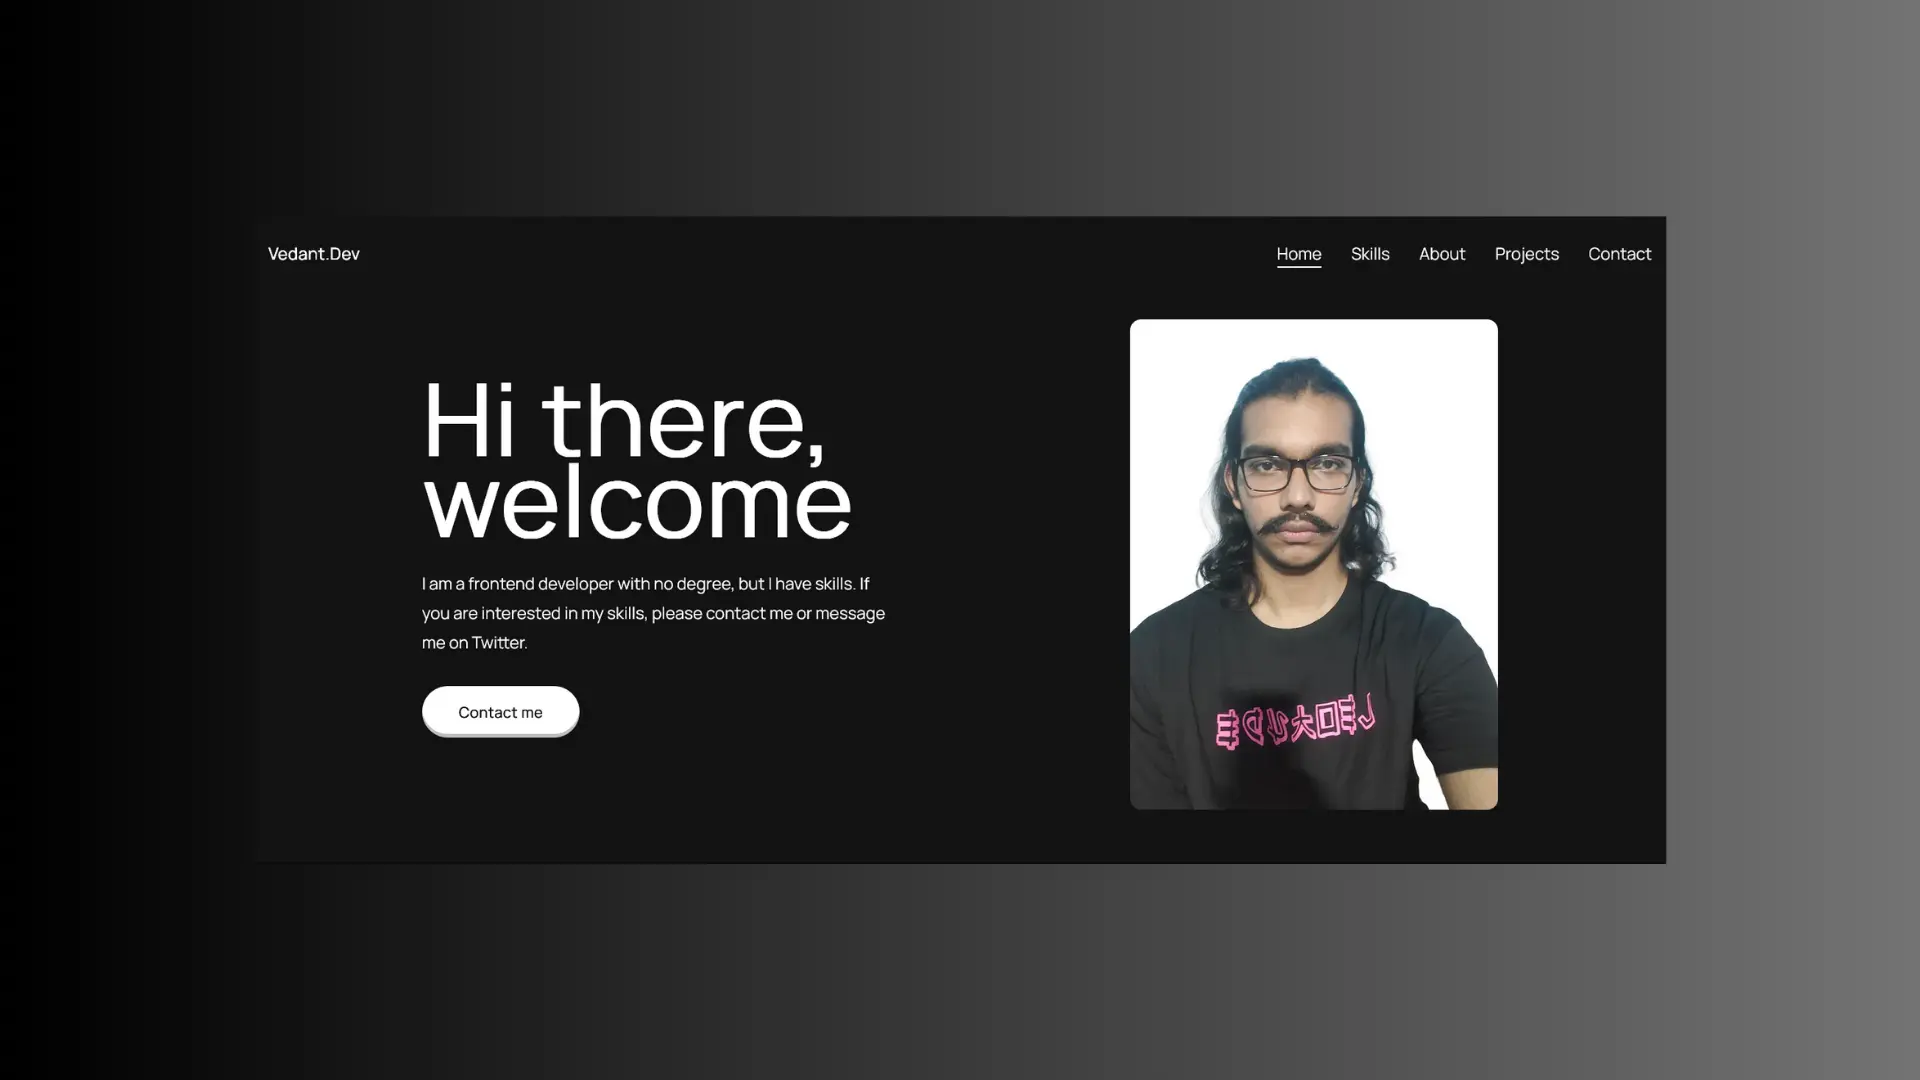 Vedant.Dev
Home Skills About Projects Contact
Hi there,
welcome
I am a frontend developer with no degree, but I have skills. If
you are interested in my skills, please contact me or message
me on Twitter.
Contact me